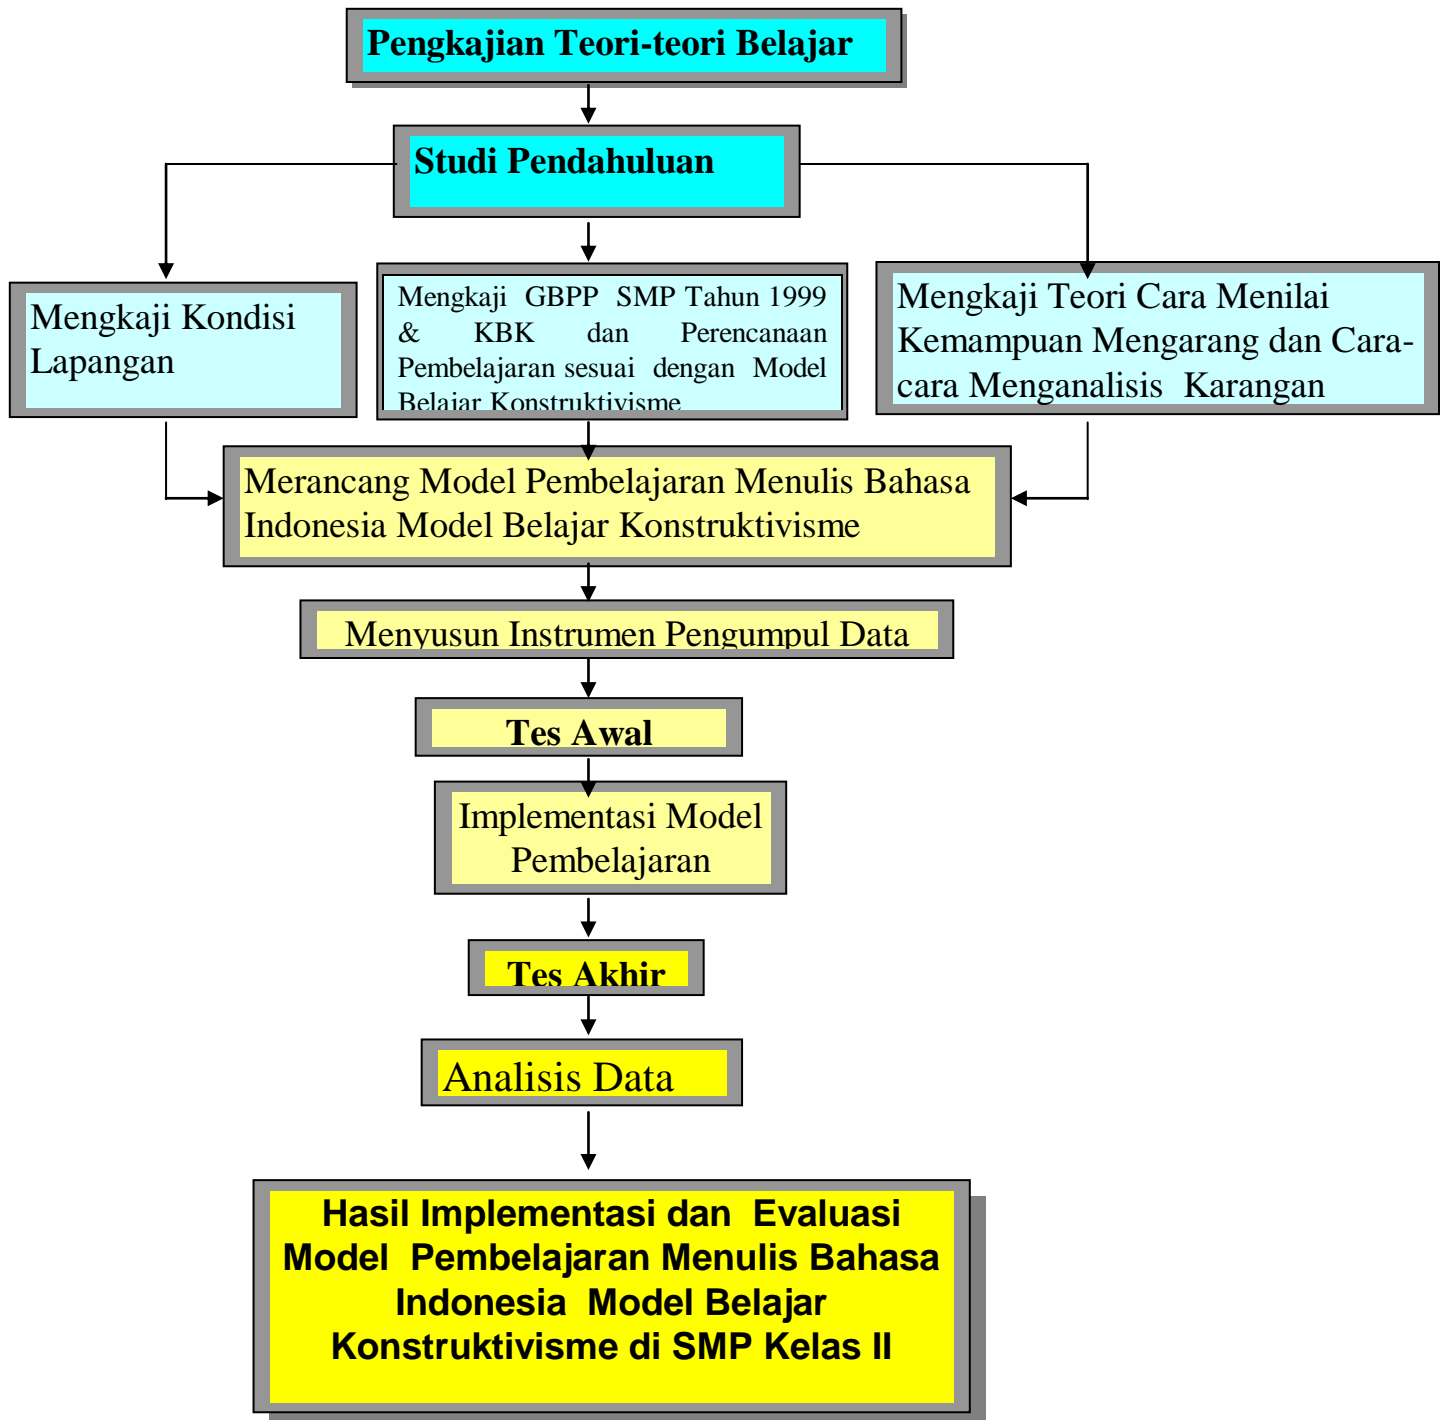 Pengkajian Teori-teori Belajar
Studi Pendahuluan
Mengkaji Kondisi
Lapangan
Mengkaji GBPP SMP Tahun 1999
& KBK dan Perencanaan
Pembelajaran sesuai dengan Model
Belajar Konstruktivisme
Mengkaji Teori Cara Menilai
Kemampuan Mengarang dan Cara-
cara Menganalisis Karangan
Merancang Model Pembelajaran Menulis Bahasa
Indonesia Model Belajar Konstruktivisme
Menyusun Instrumen Pengumpul Data
Tes Awal
Implementasi Model
Pembelajaran
Tes Akhir
Analisis Data
Hasil Implementasi dan Evaluasi
Model Pembelajaran Menulis Bahasa
Indonesia Model Belajar
Konstruktivisme di SMP Kelas II